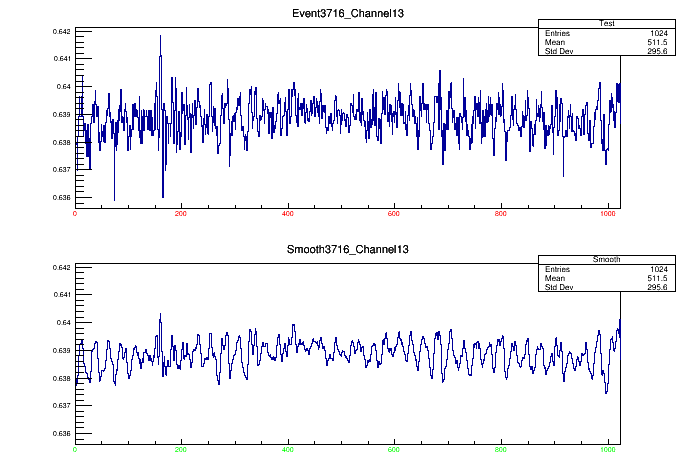 Event3716_Channel13
Test
Entries 1024
Mean 511.5
Std Dev 295.6
0.642
0.641
0.64
0.639
0.638
0.637
0.636
0 200 400 600 800 1000
Smooth3716_Channel13
Smooth
Entries 1024
Mean 511.5
Std Dev 295.6
0.642
0.641
0.64
0.639
0.638
0.637
0.636
0 200 400 600 800 1000